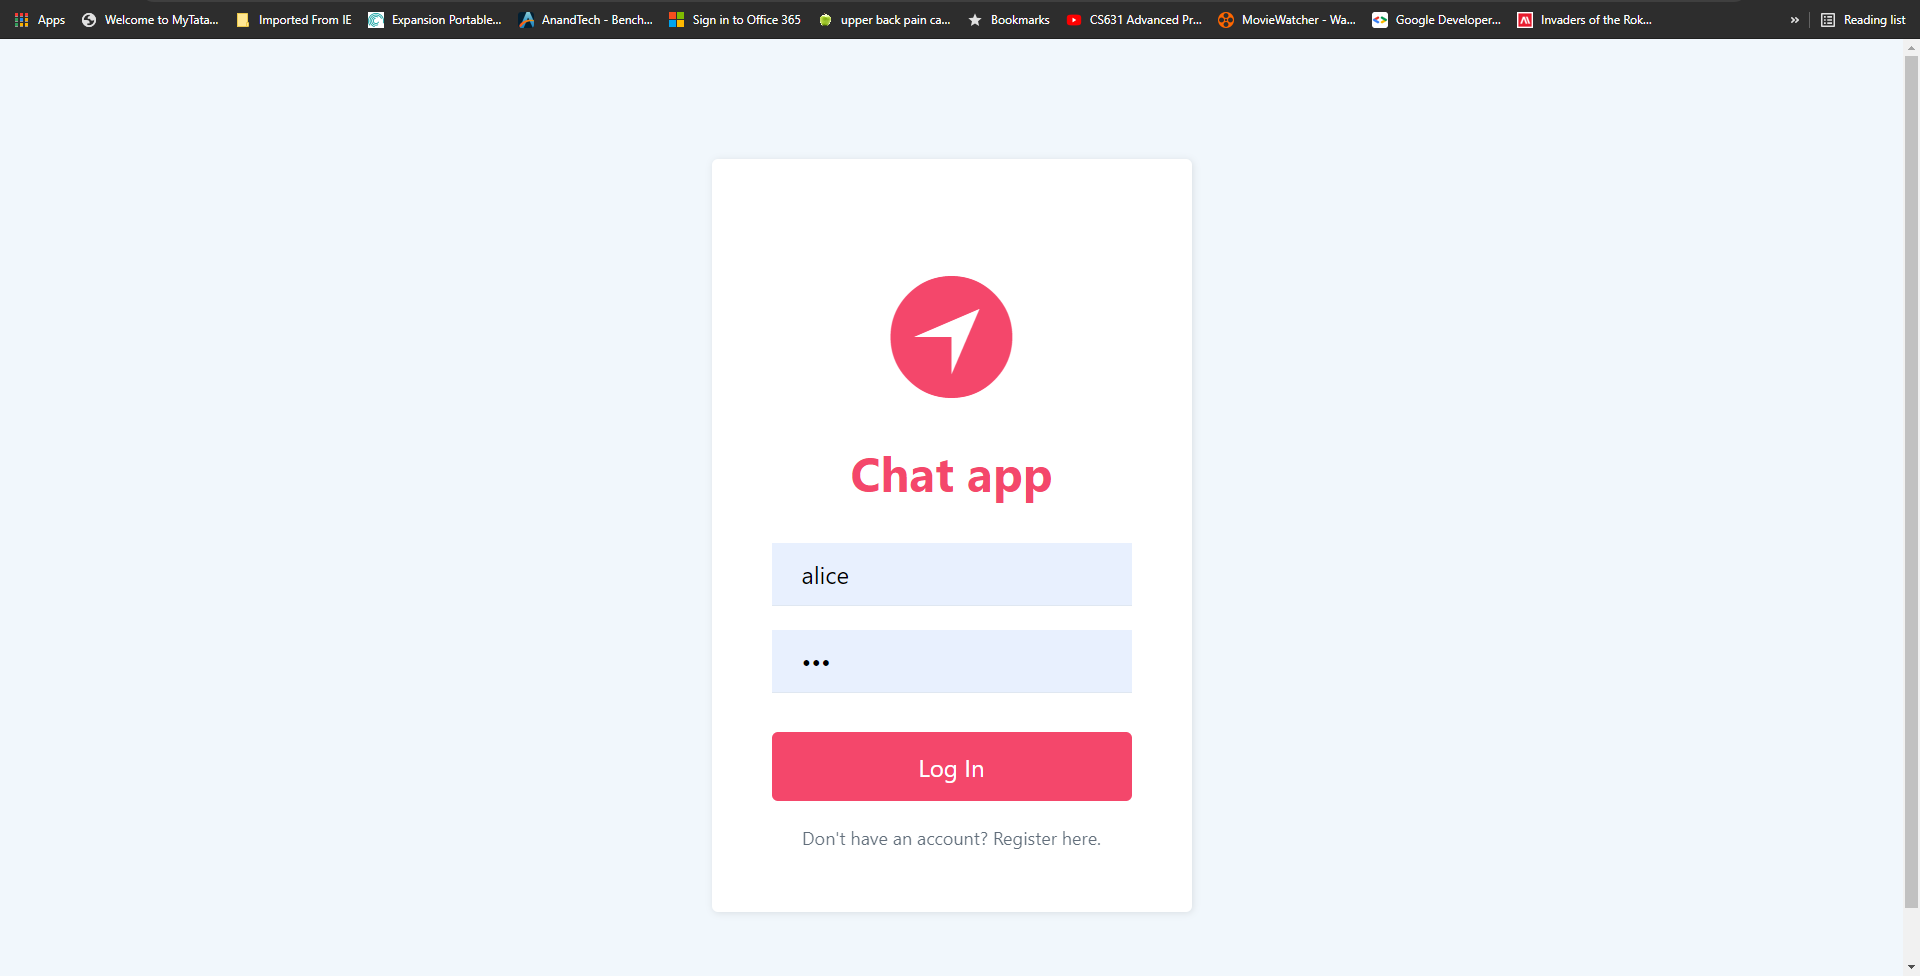 Apps Welcome to MyTata... Imported From IE Expansion Portable... AnandTech - Bench... Sign in to Office 365 upper back pain ca... Bookmarks CS631 Advanced Pr... MovieWatcher - Wa... Google Developer... Invaders of the Rok... » Reading list
Chat app
alice
•••
Log In
Don't have an account? Register here.